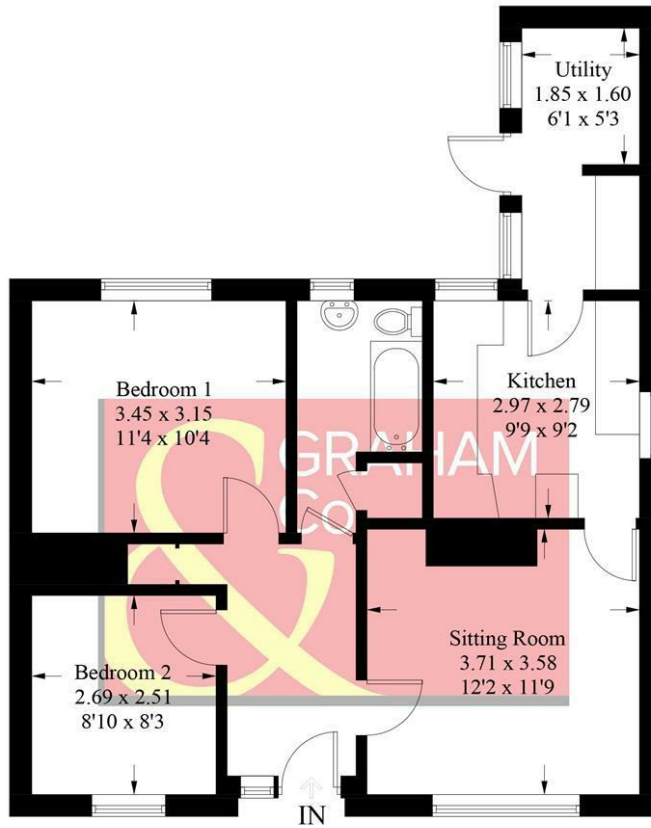 Utility
1.85 x 1.60
6'1 x 5'3
Bedroom 1
3.45 x 3.15
11'4 x 10'4
Kitchen
2.97 x 2.79
9'9 x 9'2
&
GRAHAM
Co
Bedroom 2
2.69 x 2.51
8'10 x 8'3
Sitting Room
3.71 x 3.58
12'2 x 11'9
IN